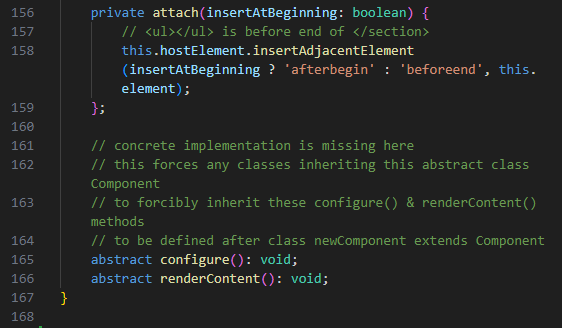 156 private attach(insertAtBeginning: boolean) {
157 // <ul></ul> is before end of </section>
158 this.hostElement.insertAdjacentElement
(insertAtBeginning ? 'afterbegin' : 'beforeend', this.
element);
159 };
160
161 // concrete implementation is missing here
162 // this forces any classes inheriting this abstract class
Component
163 // to forcibly inherit these configure() & renderContent()
methods
164 // to be defined after class newComponent extends Component
165 abstract configure(): void;
166 abstract renderContent(): void;
167 }
168